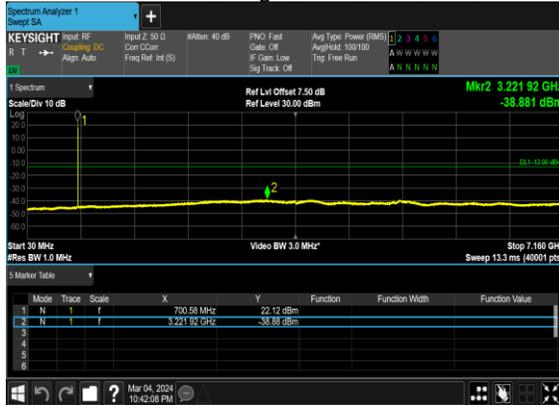 Spectrum Analyzer 1
Swept SA
+
KEYSIGHT Input: RF Input Z: 50 Ω #Atten: 40 dB PNO: Fast Avg Type: Power (RMS) 1 2 3 4 5 6
R T Coupling: DC Corr CCorr Gate: Off Avg|Hold: 100/100 A W W W W W
Align: Auto Freq Ref: Int (S) IF Gain: Low Trig: Free Run
Sig Track: Off A N N N N N
1 Spectrum Ref Lvl Offset 7.50 dB Mkr2 3.221 92 GHz
Scale/Div 10 dB Ref Level 30.00 dBm -38.881 dBm
Log
20.0 1
10.0
0.00
-10.0 DL1 -13.00 dBm
-20.0
-30.0
-40.0 2
-50.0
-60.0
Start 30 MHz Video BW 3.0 MHz* Stop 7.160 GHz
#Res BW 1.0 MHz Sweep 13.3 ms (40001 pts)
5 Marker Table
Mode Trace Scale X Y Function Function Width Function Value
1 N 1 f 700.58 MHz 22.12 dBm
2 N 1 f 3.221 92 GHz -38.88 dBm
3
4
5
6
? Mar 04, 2024
10:42:08 PM